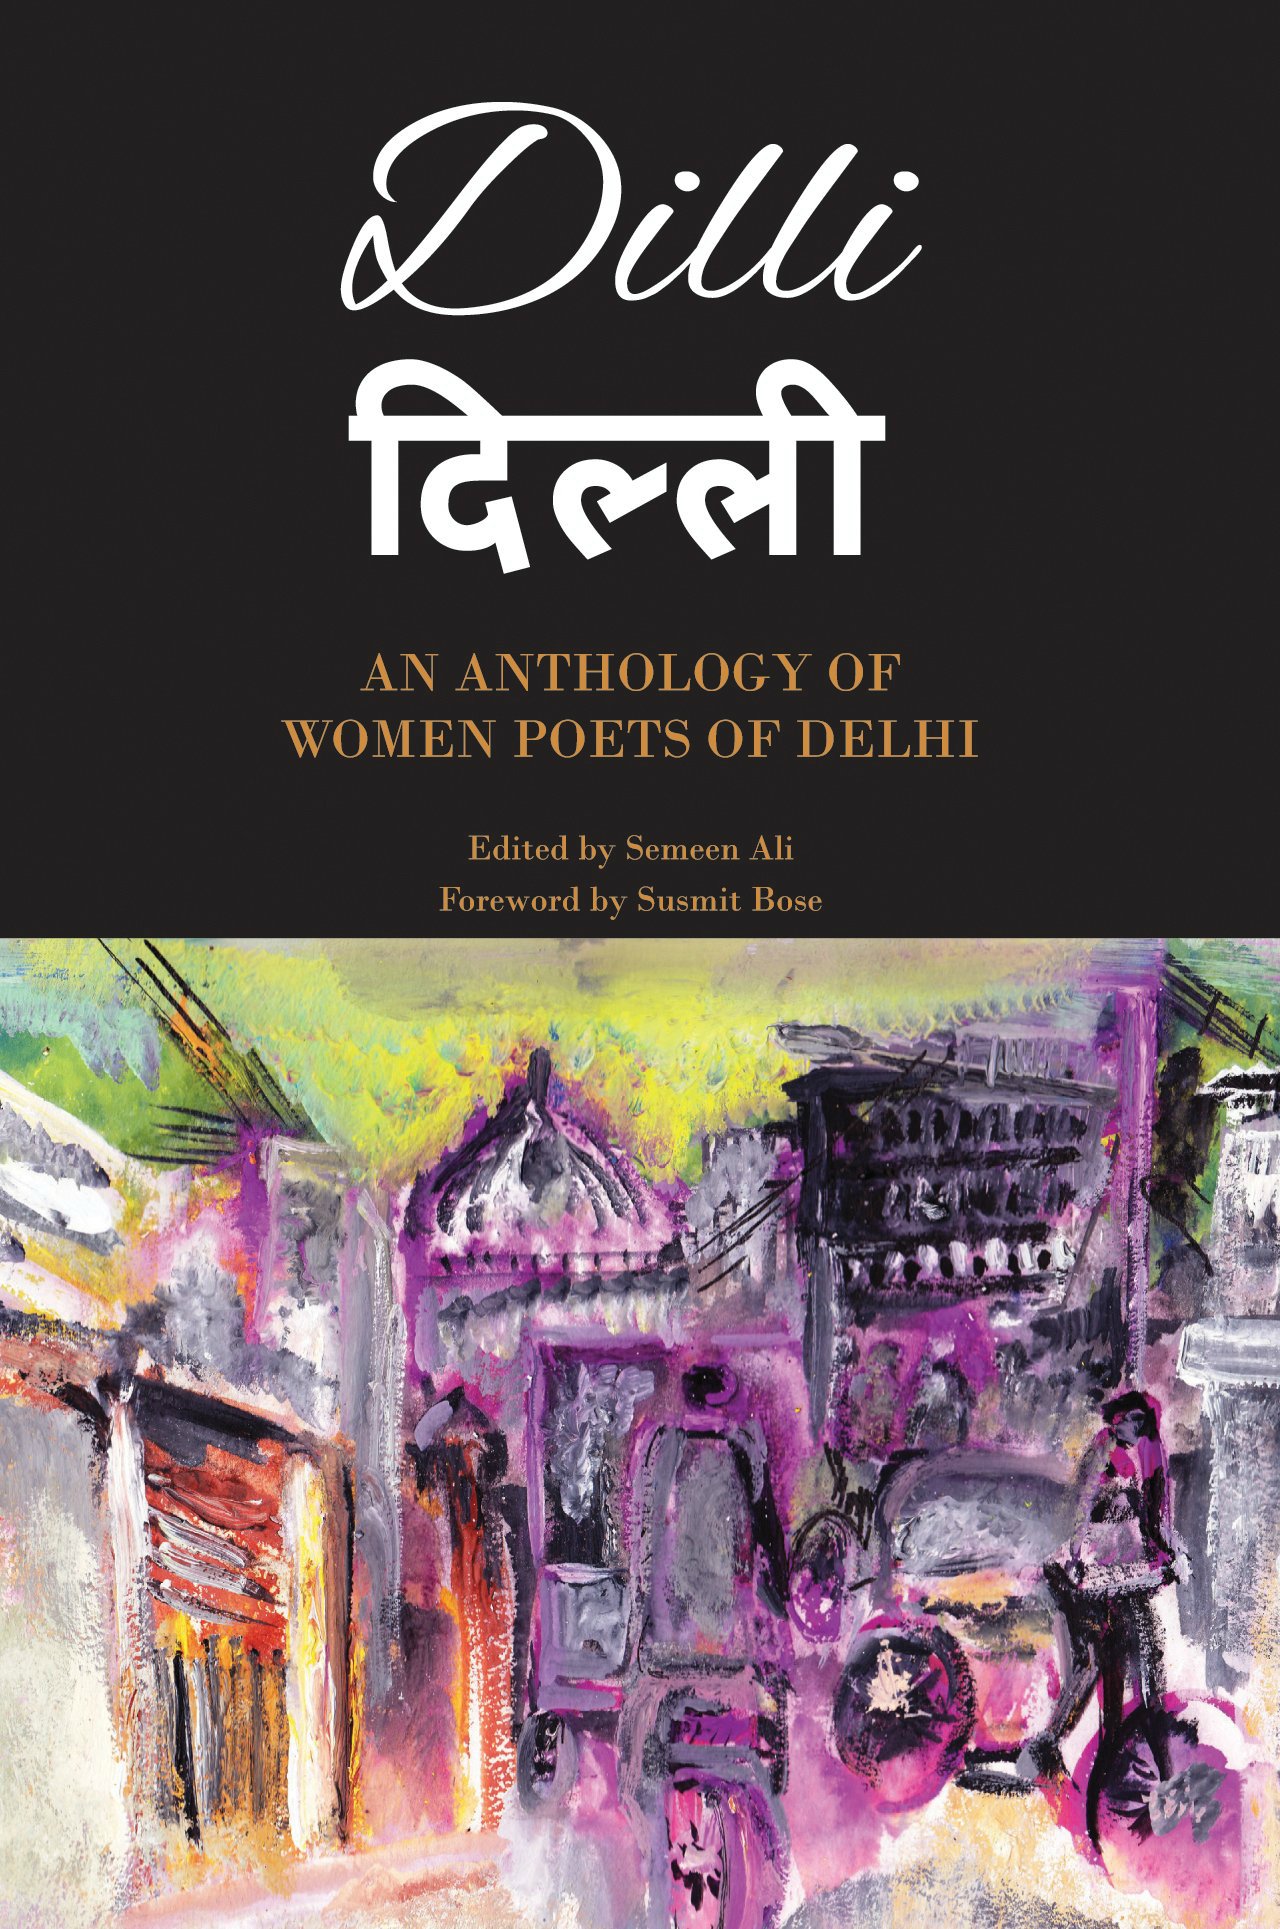 Dilli
दिल्ली
AN ANTHOLOGY OF
WOMEN POETS OF DELHI
Edited by Semeen Ali
Foreword by Susmit Bose